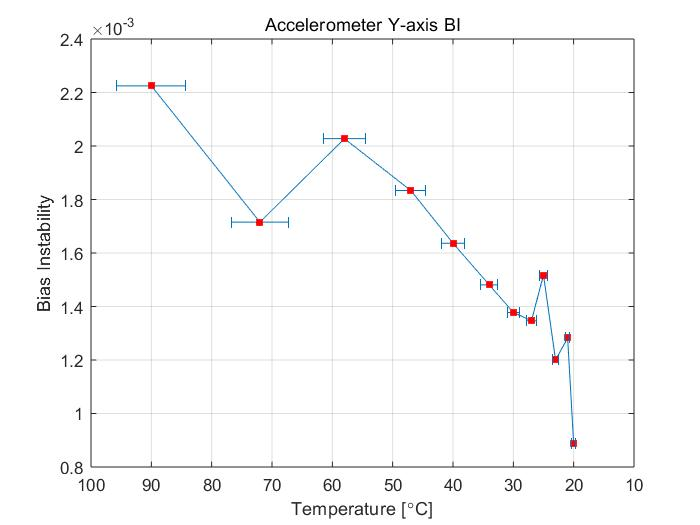 Accelerometer Y-axis BI
×10⁻³
2.4
2.2
2
1.8
1.6
1.4
1.2
1
0.8
Bias Instability
100 90 80 70 60 50 40 30 20 10
Temperature [°C]